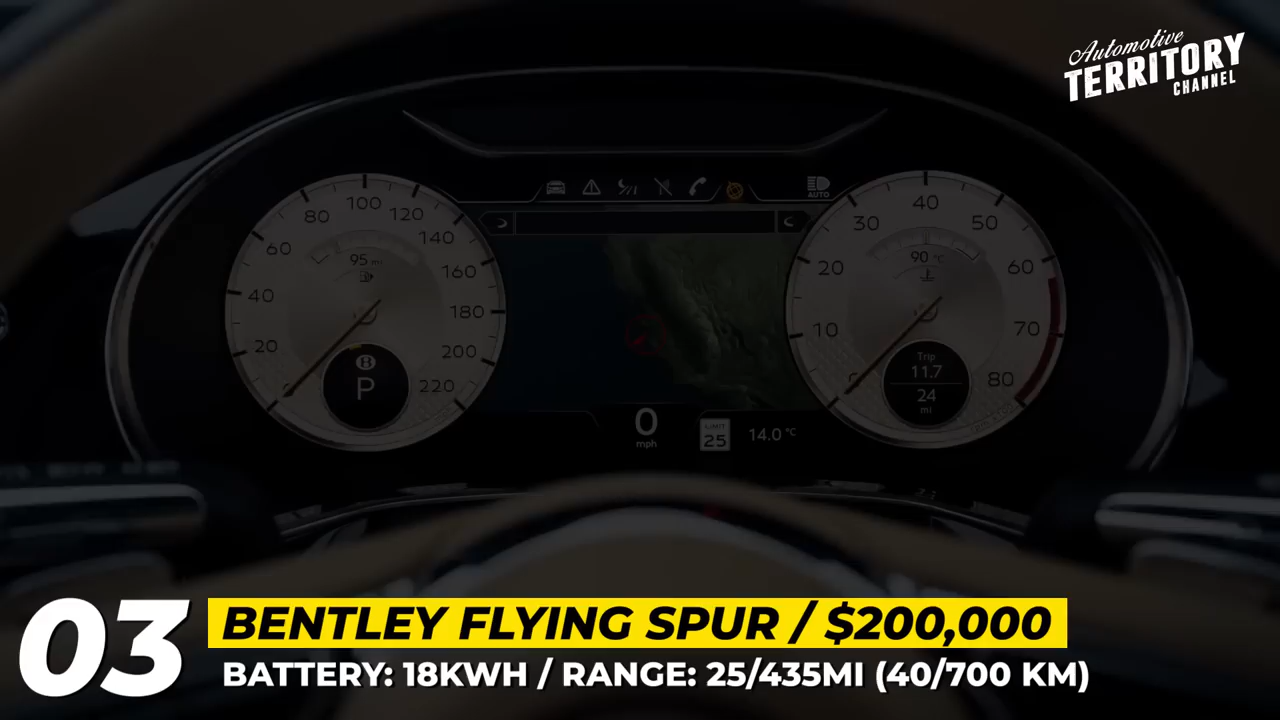 Automotive
TERRITORY
CHANNEL
AUTO
80 100 120
60 140
95 mi
40 160
180
20 200
220
B
P
40
30 50
90 °C
20 60
10 70
0 80
Trip
11.7
24
mi
0
mph
LIMIT
25
14.0 °C
03
BENTLEY FLYING SPUR / $200,000
BATTERY: 18KWH / RANGE: 25/435MI (40/700 KM)